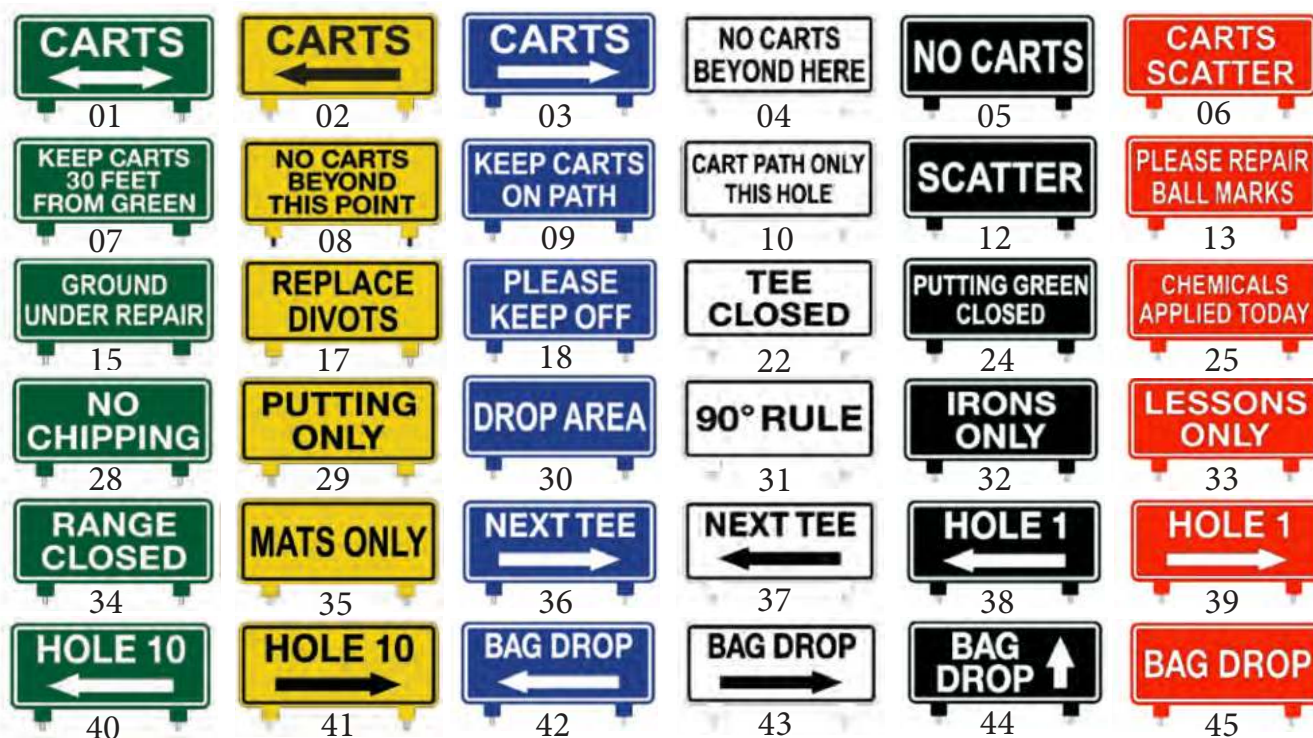 CARTS
01
CARTS
02
CARTS
03
NO CARTS
BEYOND HERE
04
NO CARTS
05
CARTS
SCATTER
06
KEEP CARTS
30 FEET
FROM GREEN
07
NO CARTS
BEYOND
THIS POINT
08
KEEP CARTS
ON PATH
09
CART PATH ONLY
THIS HOLE
10
SCATTER
12
PLEASE REPAIR
BALL MARKS
13
GROUND
UNDER REPAIR
15
REPLACE
DIVOTS
17
PLEASE
KEEP OFF
18
TEE
CLOSED
22
PUTTING GREEN
CLOSED
24
CHEMICALS
APPLIED TODAY
25
NO
CHIPPING
28
PUTTING
ONLY
29
DROP AREA
30
90° RULE
31
IRONS
ONLY
32
LESSONS
ONLY
33
RANGE
CLOSED
34
MATS ONLY
35
NEXT TEE
36
NEXT TEE
37
HOLE 1
38
HOLE 1
39
HOLE 10
40
HOLE 10
41
BAG DROP
42
BAG DROP
43
BAG
DROP
44
BAG DROP
45